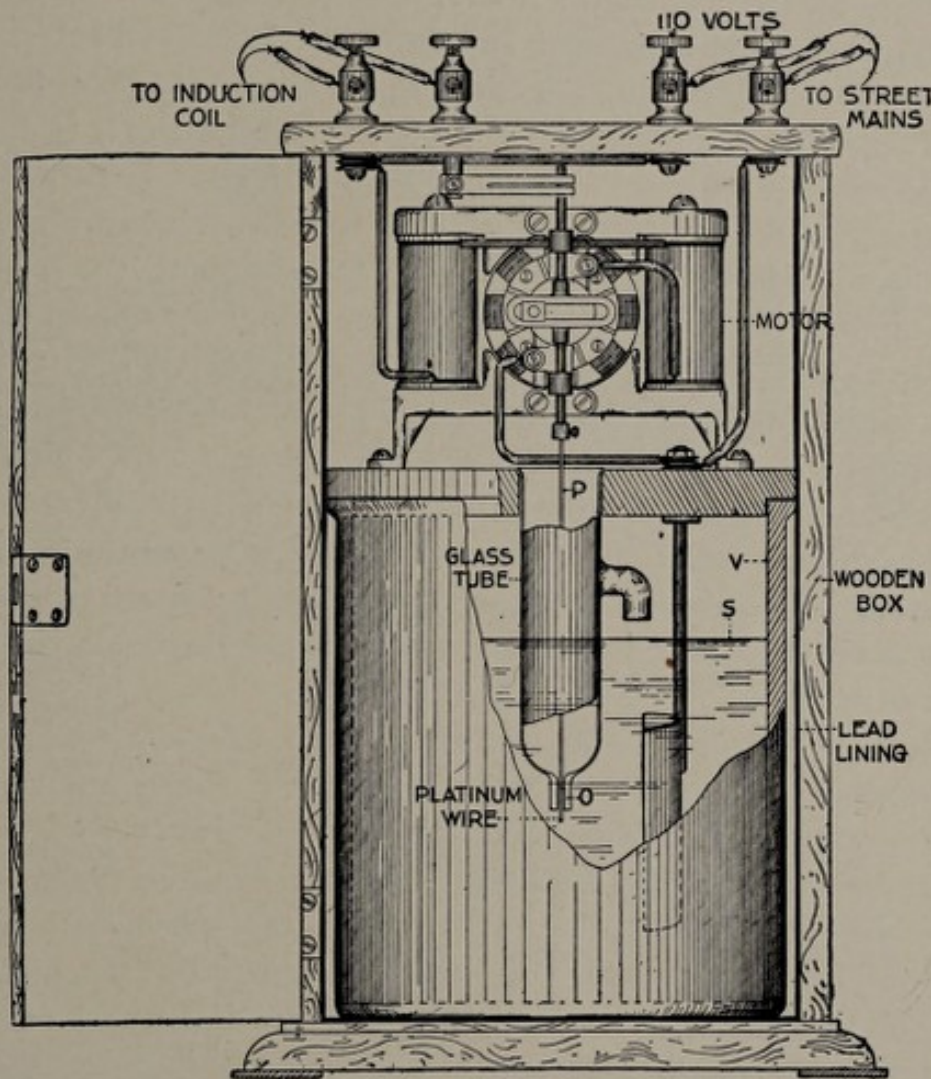 110 VOLTS
TO INDUCTION
COIL
TO STREET
MAINS
MOTOR
P
GLASS
TUBE
V
WOODEN
BOX
S
LEAD
LINING
PLATINUM
WIRE
O